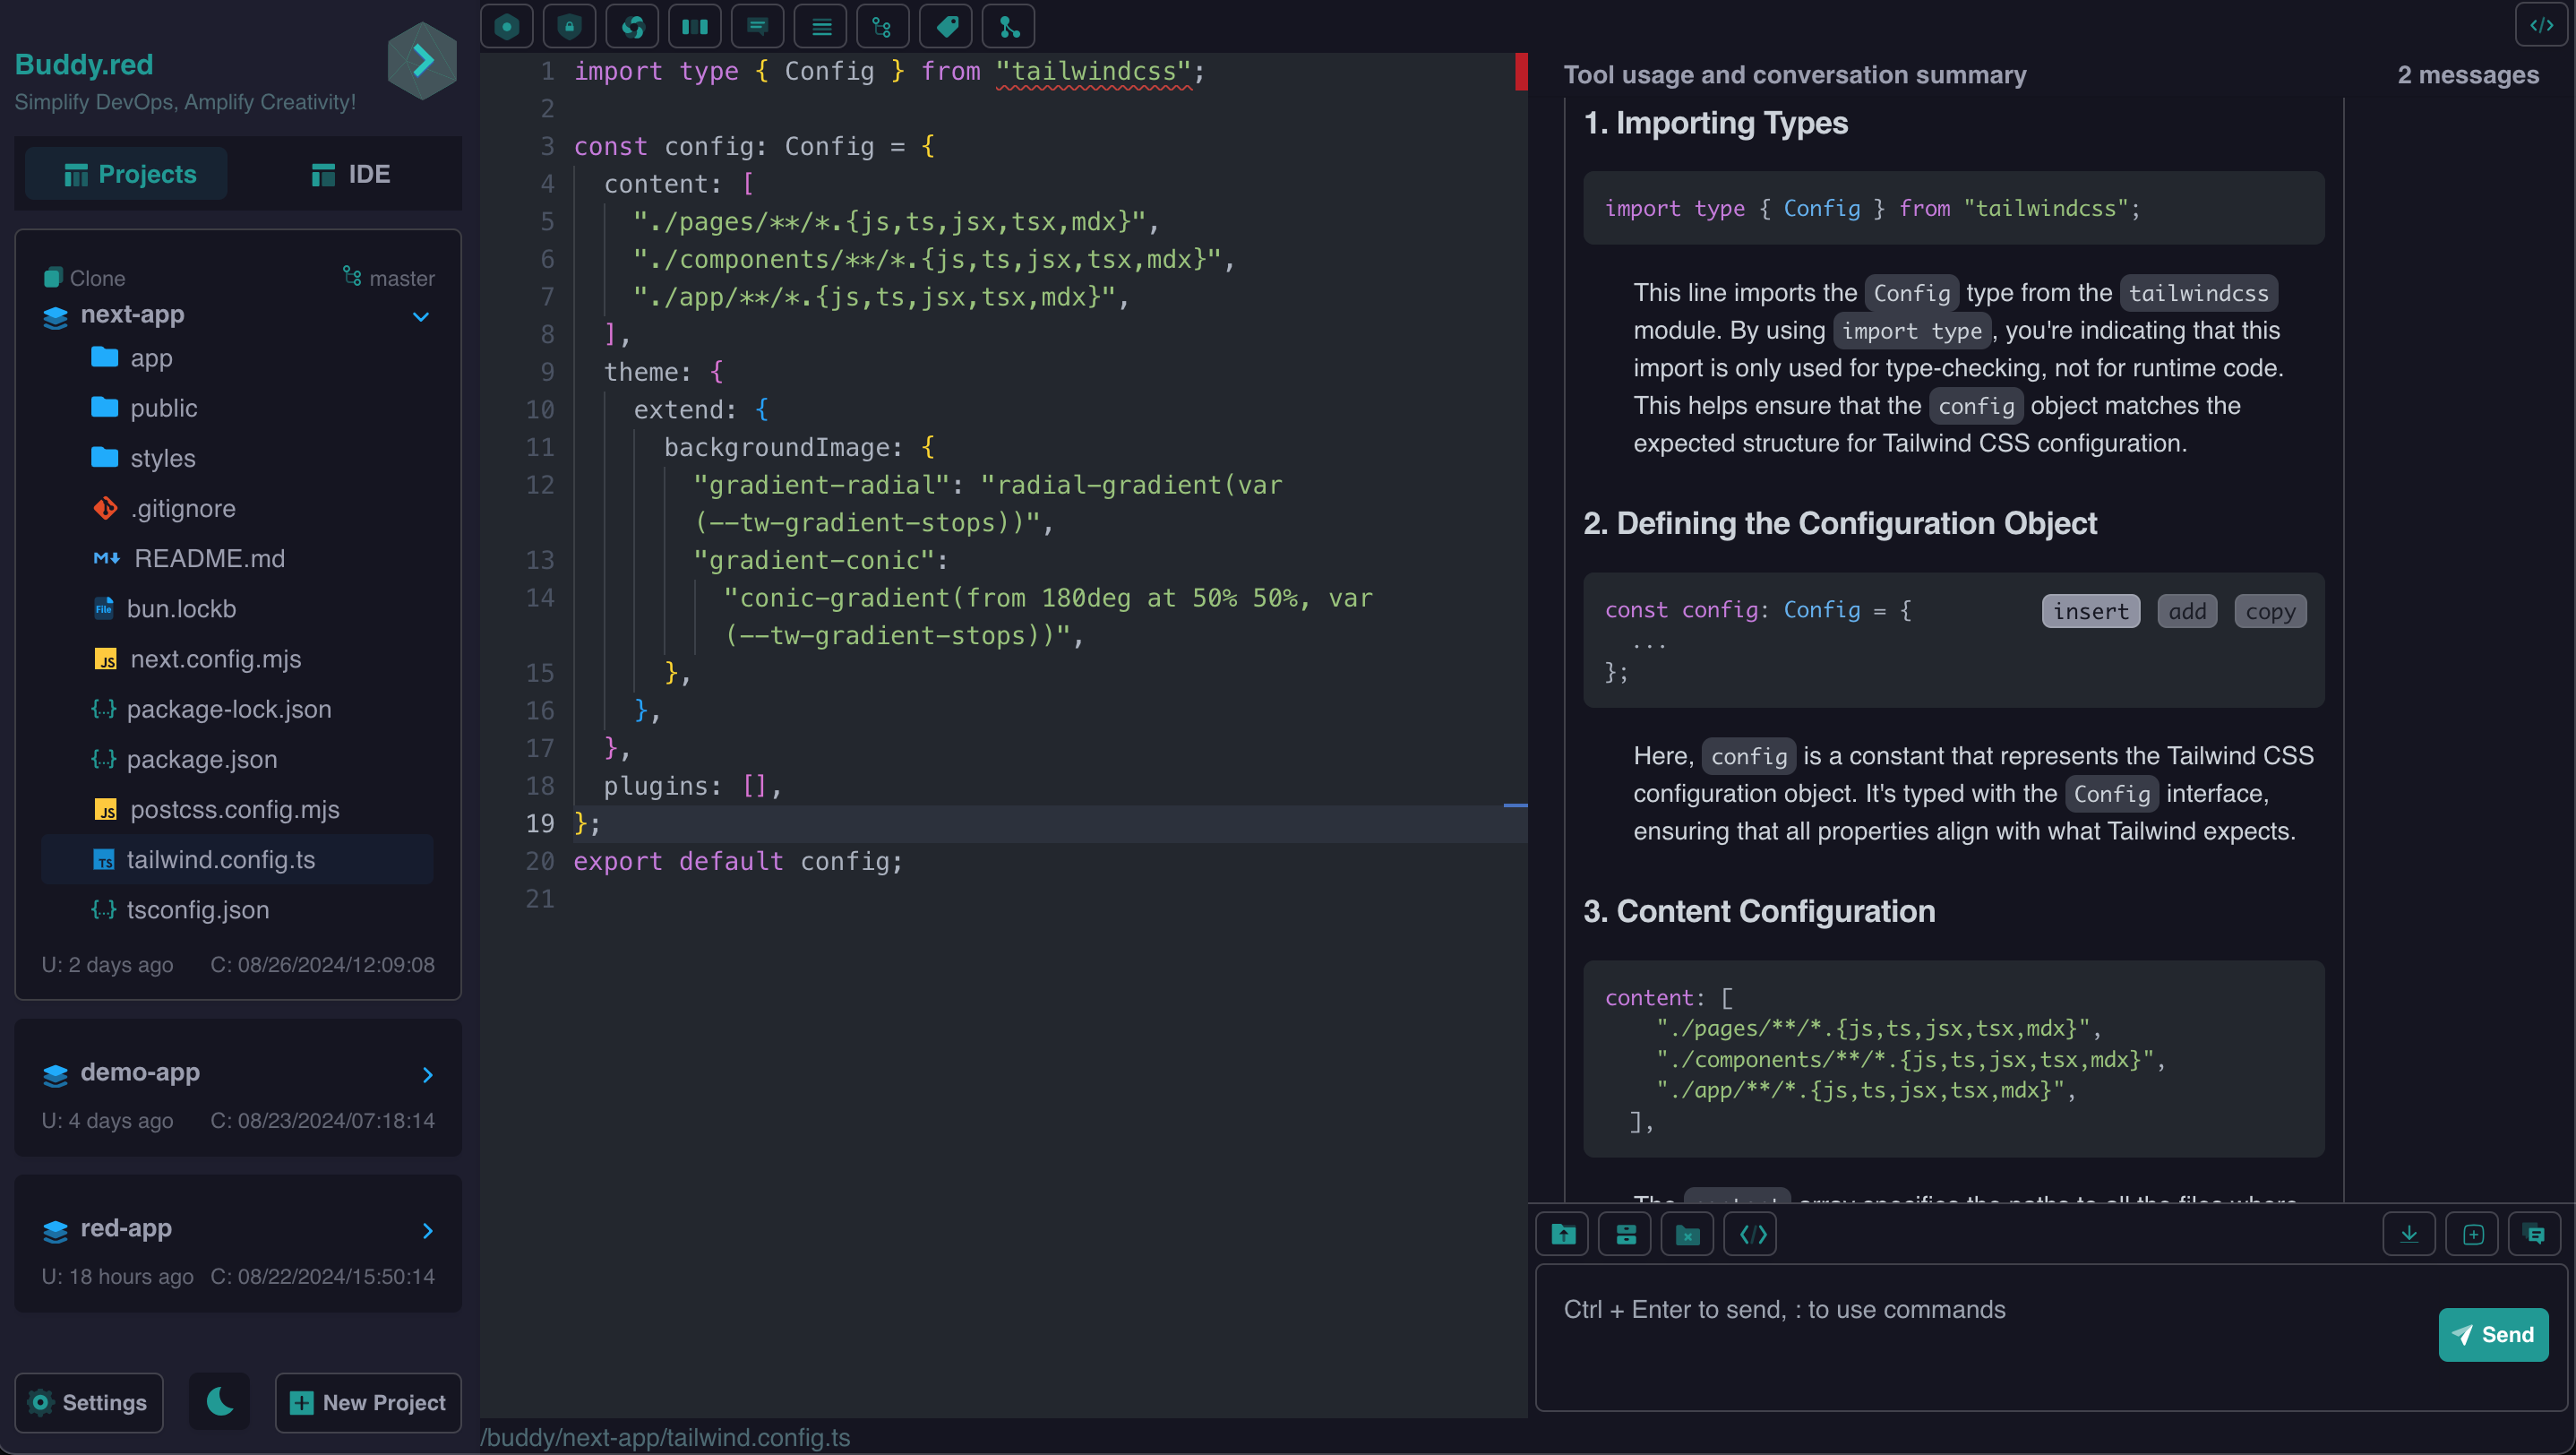 Buddy.red
Simplify DevOps, Amplify Creativity!
Projects
IDE
Clone
master
next-app
app
public
styles
.gitignore
README.md
File
bun.lockb
JS
next.config.mjs
package-lock.json
package.json
JS
postcss.config.mjs
TS
tailwind.config.ts
tsconfig.json
U: 2 days ago C: 08/26/2024/12:09:08
demo-app
U: 4 days ago C: 08/23/2024/07:18:14
red-app
U: 18 hours ago C: 08/22/2024/15:50:14
Settings
New Project
1 import type { Config } from "tailwindcss";
2
3 const config: Config = {
4 content: [
5 "./pages/**/*.{js,ts,jsx,tsx,mdx}",
6 "./components/**/*.{js,ts,jsx,tsx,mdx}",
7 "./app/**/*.{js,ts,jsx,tsx,mdx}",
8 ],
9 theme: {
10 extend: {
11 backgroundImage: {
12 "gradient-radial": "radial-gradient(var
(--tw-gradient-stops))",
13 "gradient-conic":
14 "conic-gradient(from 180deg at 50% 50%, var
(--tw-gradient-stops))",
15 },
16 },
17 },
18 plugins: [],
19 };
20 export default config;
21
/buddy/next-app/tailwind.config.ts
Tool usage and conversation summary
2 messages
1. Importing Types
import type { Config } from "tailwindcss";
This line imports the Config type from the tailwindcss
module. By using import type , you're indicating that this
import is only used for type-checking, not for runtime code.
This helps ensure that the config object matches the
expected structure for Tailwind CSS configuration.
2. Defining the Configuration Object
const config: Config = {
insert add copy
...
};
Here, config is a constant that represents the Tailwind CSS
configuration object. It's typed with the Config interface,
ensuring that all properties align with what Tailwind expects.
3. Content Configuration
content: [
"./pages/**/*.{js,ts,jsx,tsx,mdx}",
"./components/**/*.{js,ts,jsx,tsx,mdx}",
"./app/**/*.{js,ts,jsx,tsx,mdx}",
],
The content array specifies the paths to all the files where
Ctrl + Enter to send, : to use commands
Send